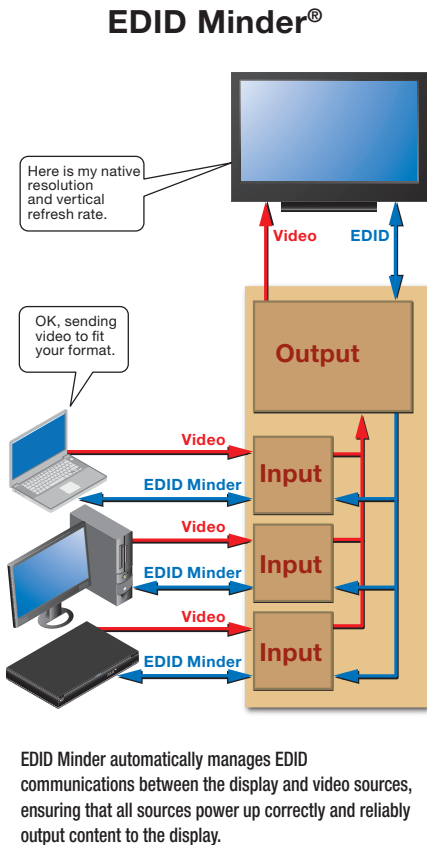 EDID Minder®
Here is my native
resolution
and vertical
refresh rate.
Video
EDID
OK, sending
video to fit
your format.
Output
Video
Input
EDID Minder
Video
Input
EDID Minder
Video
Input
EDID Minder
EDID Minder automatically manages EDID
communications between the display and video sources,
ensuring that all sources power up correctly and reliably
output content to the display.